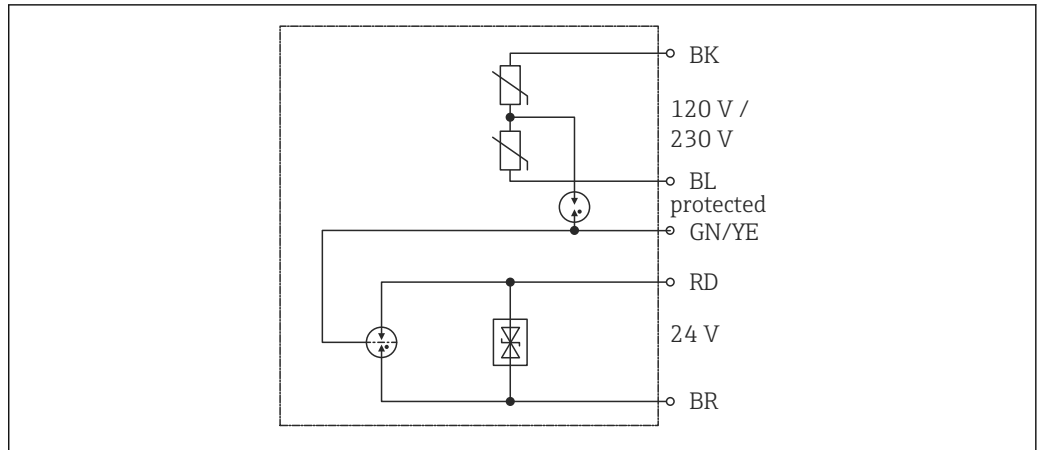 BK
120 V /
230 V
BL
protected
GN/YE
RD
24 V
BR